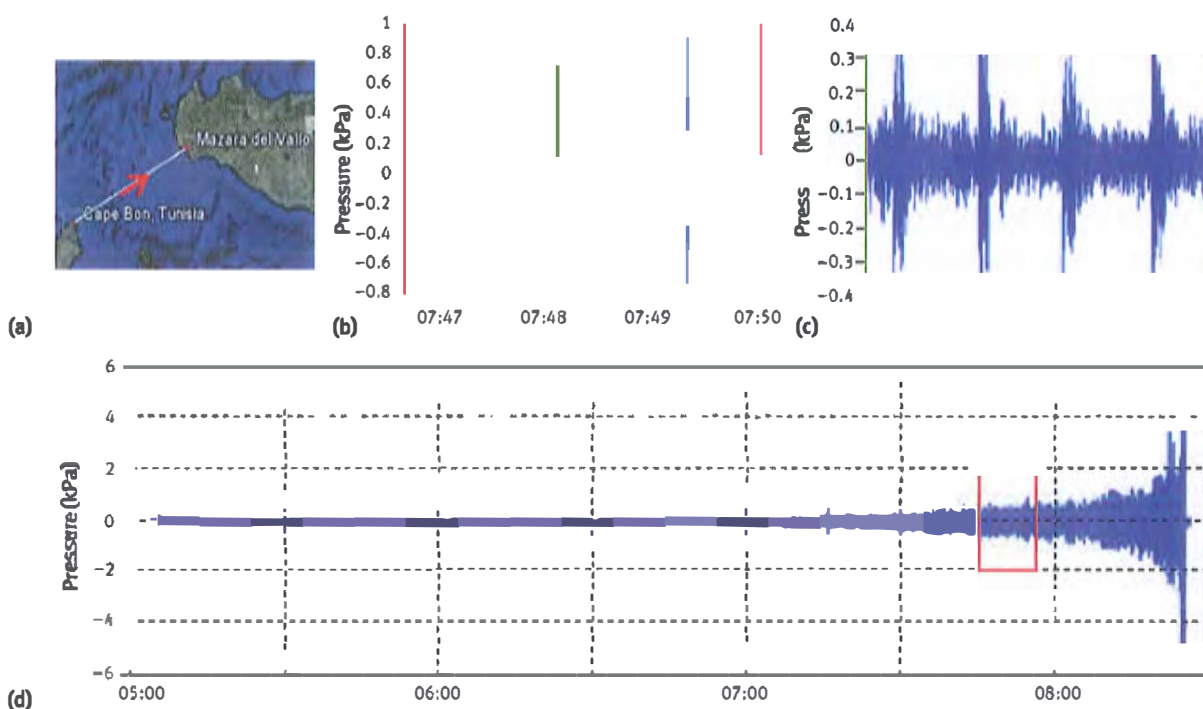 Mazara del Vallo
Cape Bon, Tunisia
(a)
Pressure (kPa)
1
0.8
0.6
0.4
0.2
0
−0.2
−0.4
−0.6
−0.8
07:47 07:48 07:49 07:50
(b)
Press (kPa)
0.4
0.3
0.2
0.1
0
−0.1
−0.2
−0.3
−0.4
(c)
Pressure (kPa)
6
4
2
0
−2
−4
−6
05:00 06:00 07:00 08:00
(d)